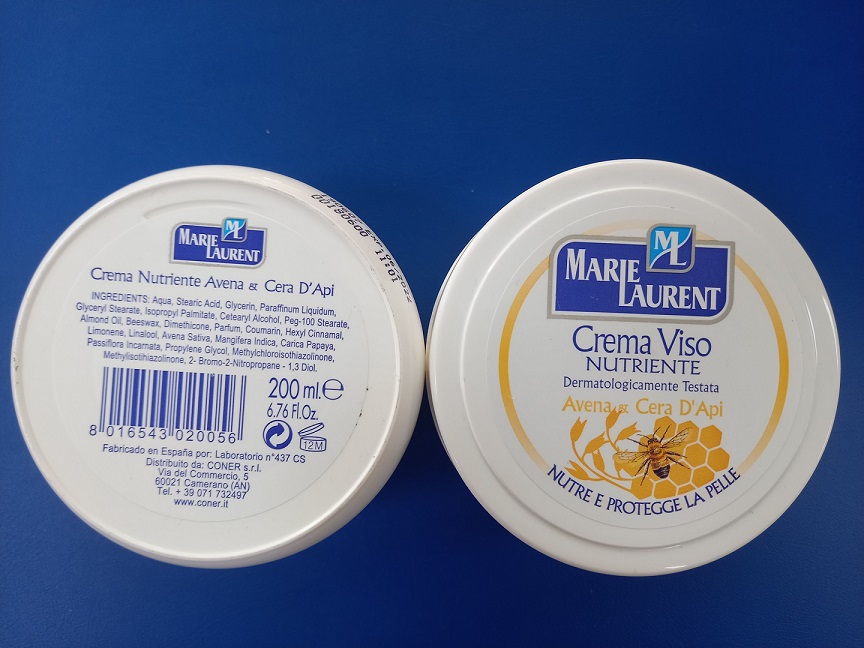 MARIE
LAURENT
ML
Crema Nutriente Avena & Cera D'Api
INGREDIENTS: Aqua, Stearic Acid, Glycerin, Paraffinum Liquidum,
Glyceryl Stearate, Isopropyl Palmitate, Cetearyl Alcohol, Peg-100 Stearate,
Almond Oil, Beeswax, Dimethicone, Parfum, Coumarin, Hexyl Cinnamal,
Limonene, Linalool, Avena Sativa, Mangifera Indica, Carica Papaya,
Passiflora Incarnata, Propylene Glycol, Methylchloroisothiazolinone,
Methylisothiazolinone, 2- Bromo-2-Nitropropane - 1,3 Diol.
200 ml.℮
6.76 Fl.Oz.
12M
8 016543 020056
Fabricado en España por: Laboratorio n°437 CS
Distribuito da: CONER s.r.l.
Via del Commercio, 5
60021 Camerano (AN)
Tel. + 39 071 732497
www.coner.it
00180600 11:01
ML
MARIE
LAURENT
Crema Viso
NUTRIENTE
Dermatologicamente Testata
Avena & Cera D'Api
NUTRE E PROTEGGE LA PELLE